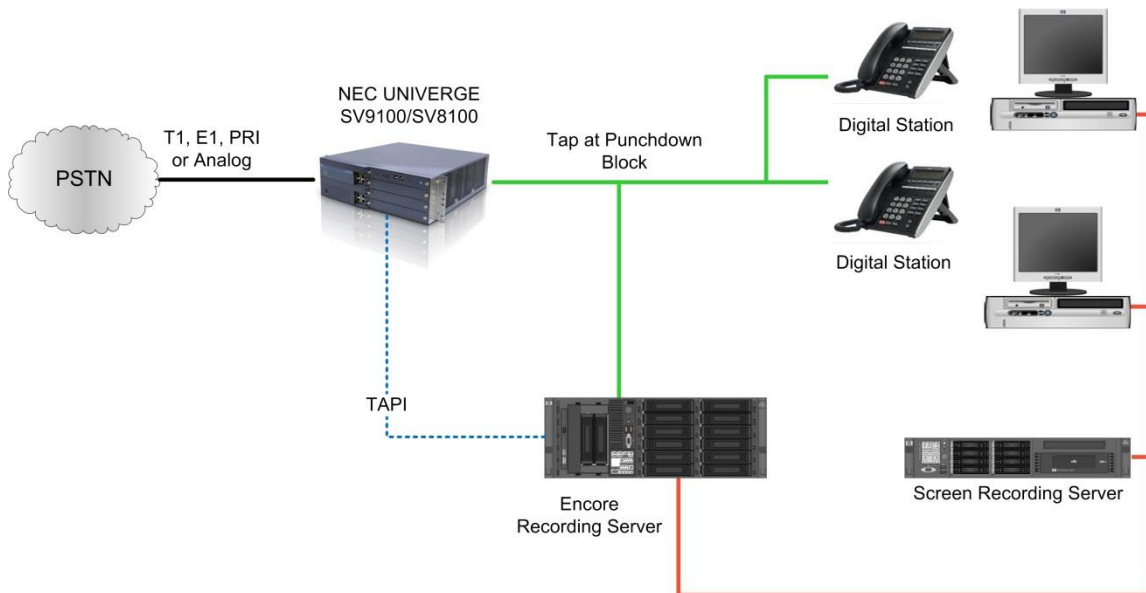 NEC UNIVERGE
SV9100/SV8100
T1, E1, PRI
or Analog
PSTN
Tap at Punchdown
Block
Digital Station
Digital Station
TAPI
Encore
Recording Server
Screen Recording Server